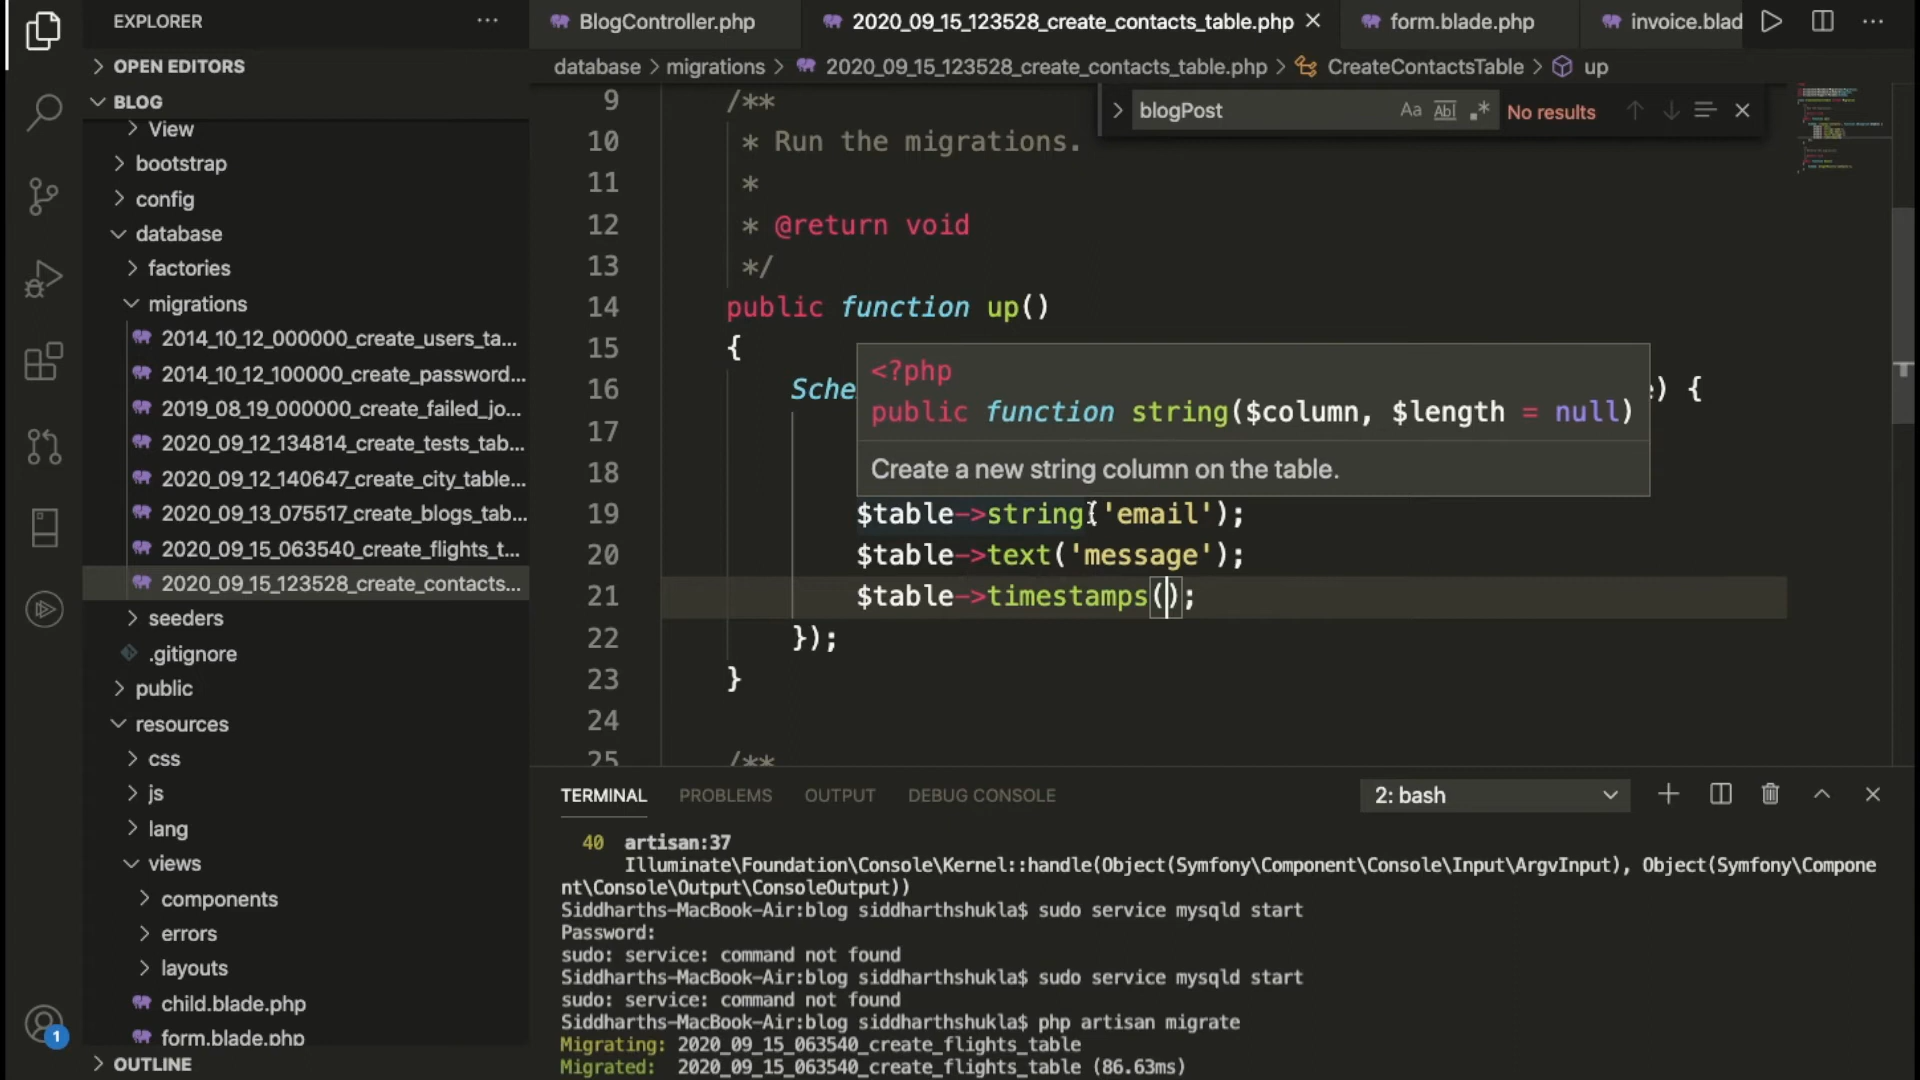 EXPLORER
OPEN EDITORS
BLOG
View
bootstrap
config
database
factories
migrations
2014_10_12_000000_create_users_ta...
2014_10_12_100000_create_password...
2019_08_19_000000_create_failed_jo...
2020_09_12_134814_create_tests_tab...
2020_09_12_140647_create_city_table...
2020_09_13_075517_create_blogs_tab...
2020_09_15_063540_create_flights_t...
2020_09_15_123528_create_contacts...
seeders
.gitignore
public
resources
css
js
lang
views
components
errors
layouts
child.blade.php
form.blade.php
OUTLINE
1
BlogController.php
2020_09_15_123528_create_contacts_table.php
form.blade.php
invoice.blad
database > migrations > 2020_09_15_123528_create_contacts_table.php > CreateContactsTable > up
blogPost
Aa
Abl
No results
9 /**
10 * Run the migrations.
11 *
12 * @return void
13 */
14 public function up()
15 {
16 Sche
) {
<?php
public function string($column, $length = null)
Create a new string column on the table.
17
18
19 $table->string('email');
20 $table->text('message');
21 $table->timestamps();
22 });
23 }
24
25 /**
TERMINAL PROBLEMS OUTPUT DEBUG CONSOLE
2: bash
40 artisan:37
Illuminate\Foundation\Console\Kernel::handle(Object(Symfony\Component\Console\Input\ArgvInput), Object(Symfony\Compone
nt\Console\Output\ConsoleOutput))
Siddharths-MacBook-Air:blog siddharthshukla$ sudo service mysqld start
Password:
sudo: service: command not found
Siddharths-MacBook-Air:blog siddharthshukla$ sudo service mysqld start
sudo: service: command not found
Siddharths-MacBook-Air:blog siddharthshukla$ php artisan migrate
Migrating: 2020_09_15_063540_create_flights_table
Migrated: 2020_09_15_063540_create_flights_table (86.63ms)